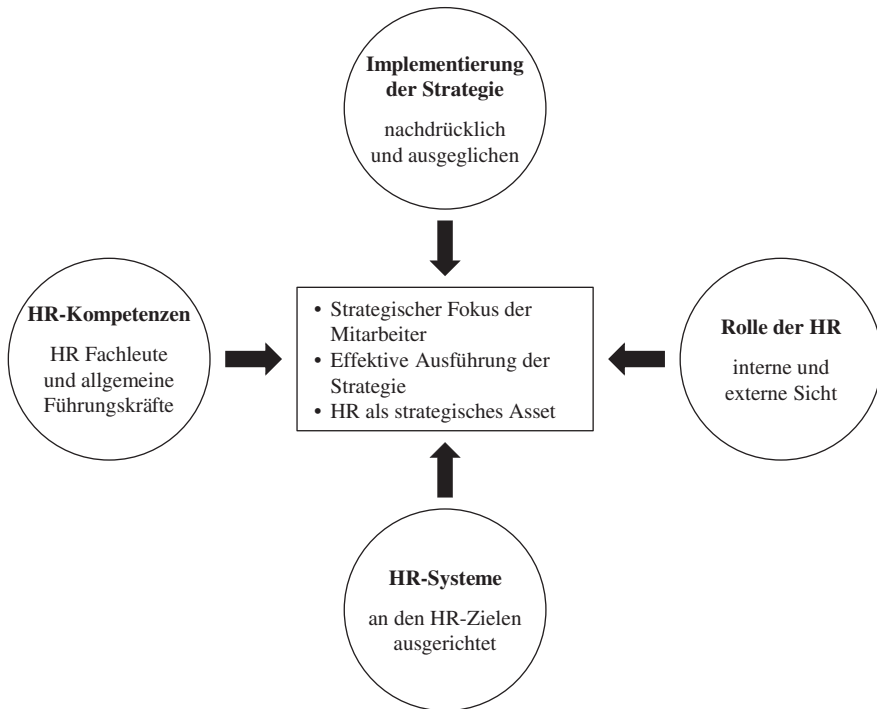 Implementierung
der Strategie
nachdrücklich
und ausgeglichen
HR-Kompetenzen
HR Fachleute
und allgemeine
Führungskräfte
• Strategischer Fokus der
Mitarbeiter
• Effektive Ausführung der
Strategie
• HR als strategisches Asset
Rolle der HR
interne und
externe Sicht
HR-Systeme
an den HR-Zielen
ausgerichtet